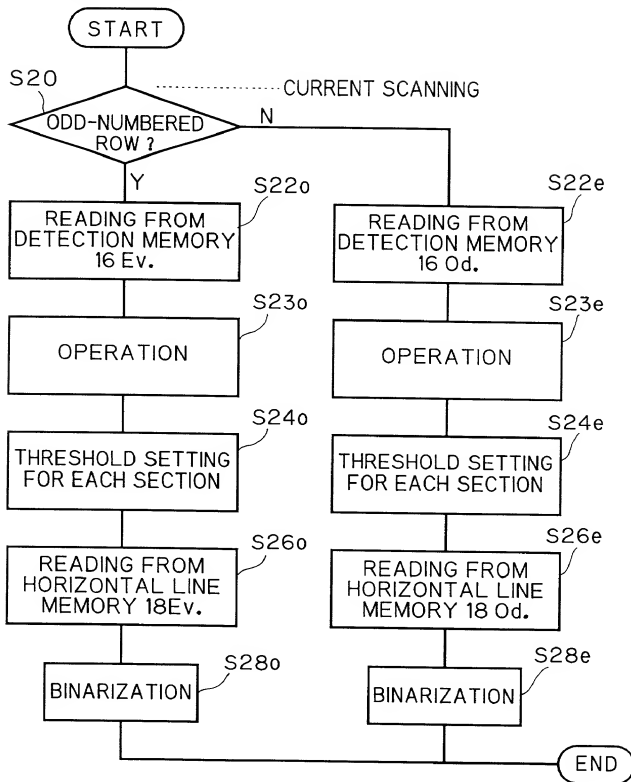 START
S20
CURRENT SCANNING
ODD-NUMBERED
ROW ?
N
Y
S22o
READING FROM
DETECTION MEMORY
16 Ev.
S23o
OPERATION
S24o
THRESHOLD SETTING
FOR EACH SECTION
S26o
READING FROM
HORIZONTAL LINE
MEMORY 18Ev.
S28o
BINARIZATION
S22e
READING FROM
DETECTION MEMORY
16 Od.
S23e
OPERATION
S24e
THRESHOLD SETTING
FOR EACH SECTION
S26e
READING FROM
HORIZONTAL LINE
MEMORY 18 Od.
S28e
BINARIZATION
END